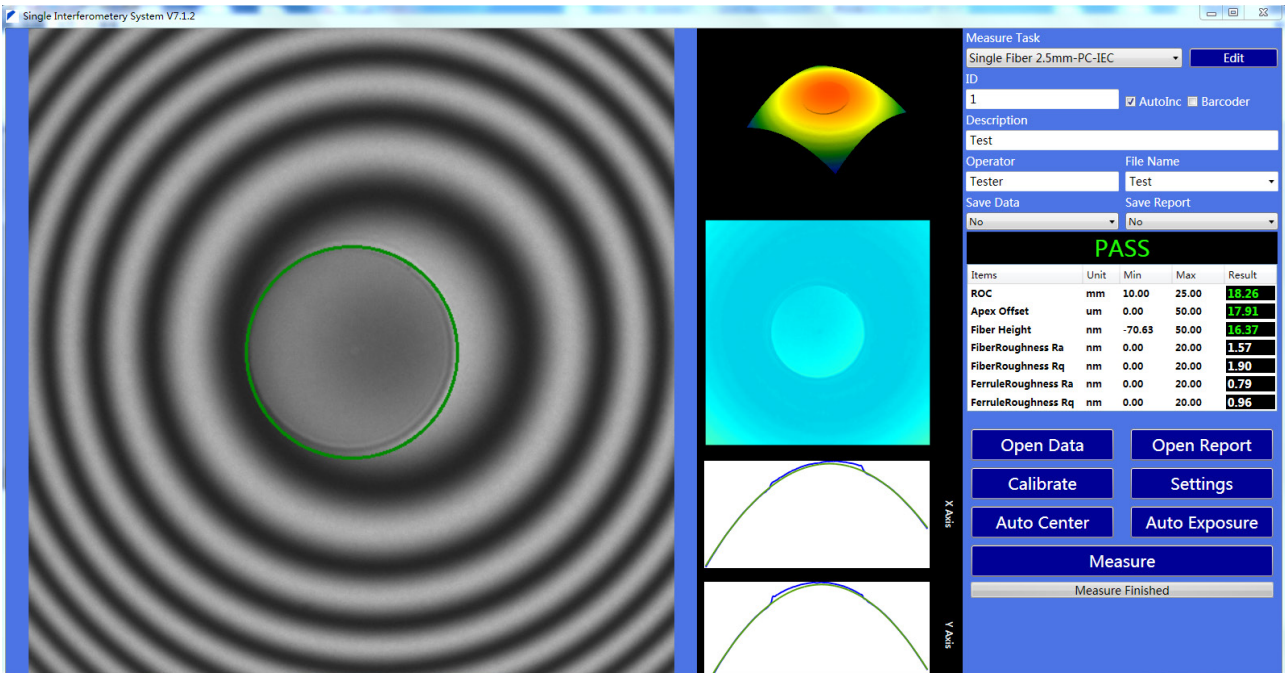 Single Interferometery System V7.1.2
Measure Task
Single Fiber 2.5mm-PC-IEC Edit
ID
1 AutoInc Barcoder
Description
Test
Operator File Name
Tester Test
Save Data Save Report
No No
PASS
Items Unit Min Max Result
ROC mm 10.00 25.00 18.26
Apex Offset um 0.00 50.00 17.91
Fiber Height nm -70.63 50.00 16.37
FiberRoughness Ra nm 0.00 20.00 1.57
FiberRoughness Rq nm 0.00 20.00 1.90
FerruleRoughness Ra nm 0.00 20.00 0.79
FerruleRoughness Rq nm 0.00 20.00 0.96
Open Data Open Report
Calibrate Settings
Auto Center Auto Exposure
Measure
Measure Finished
X Axis
Y Axis